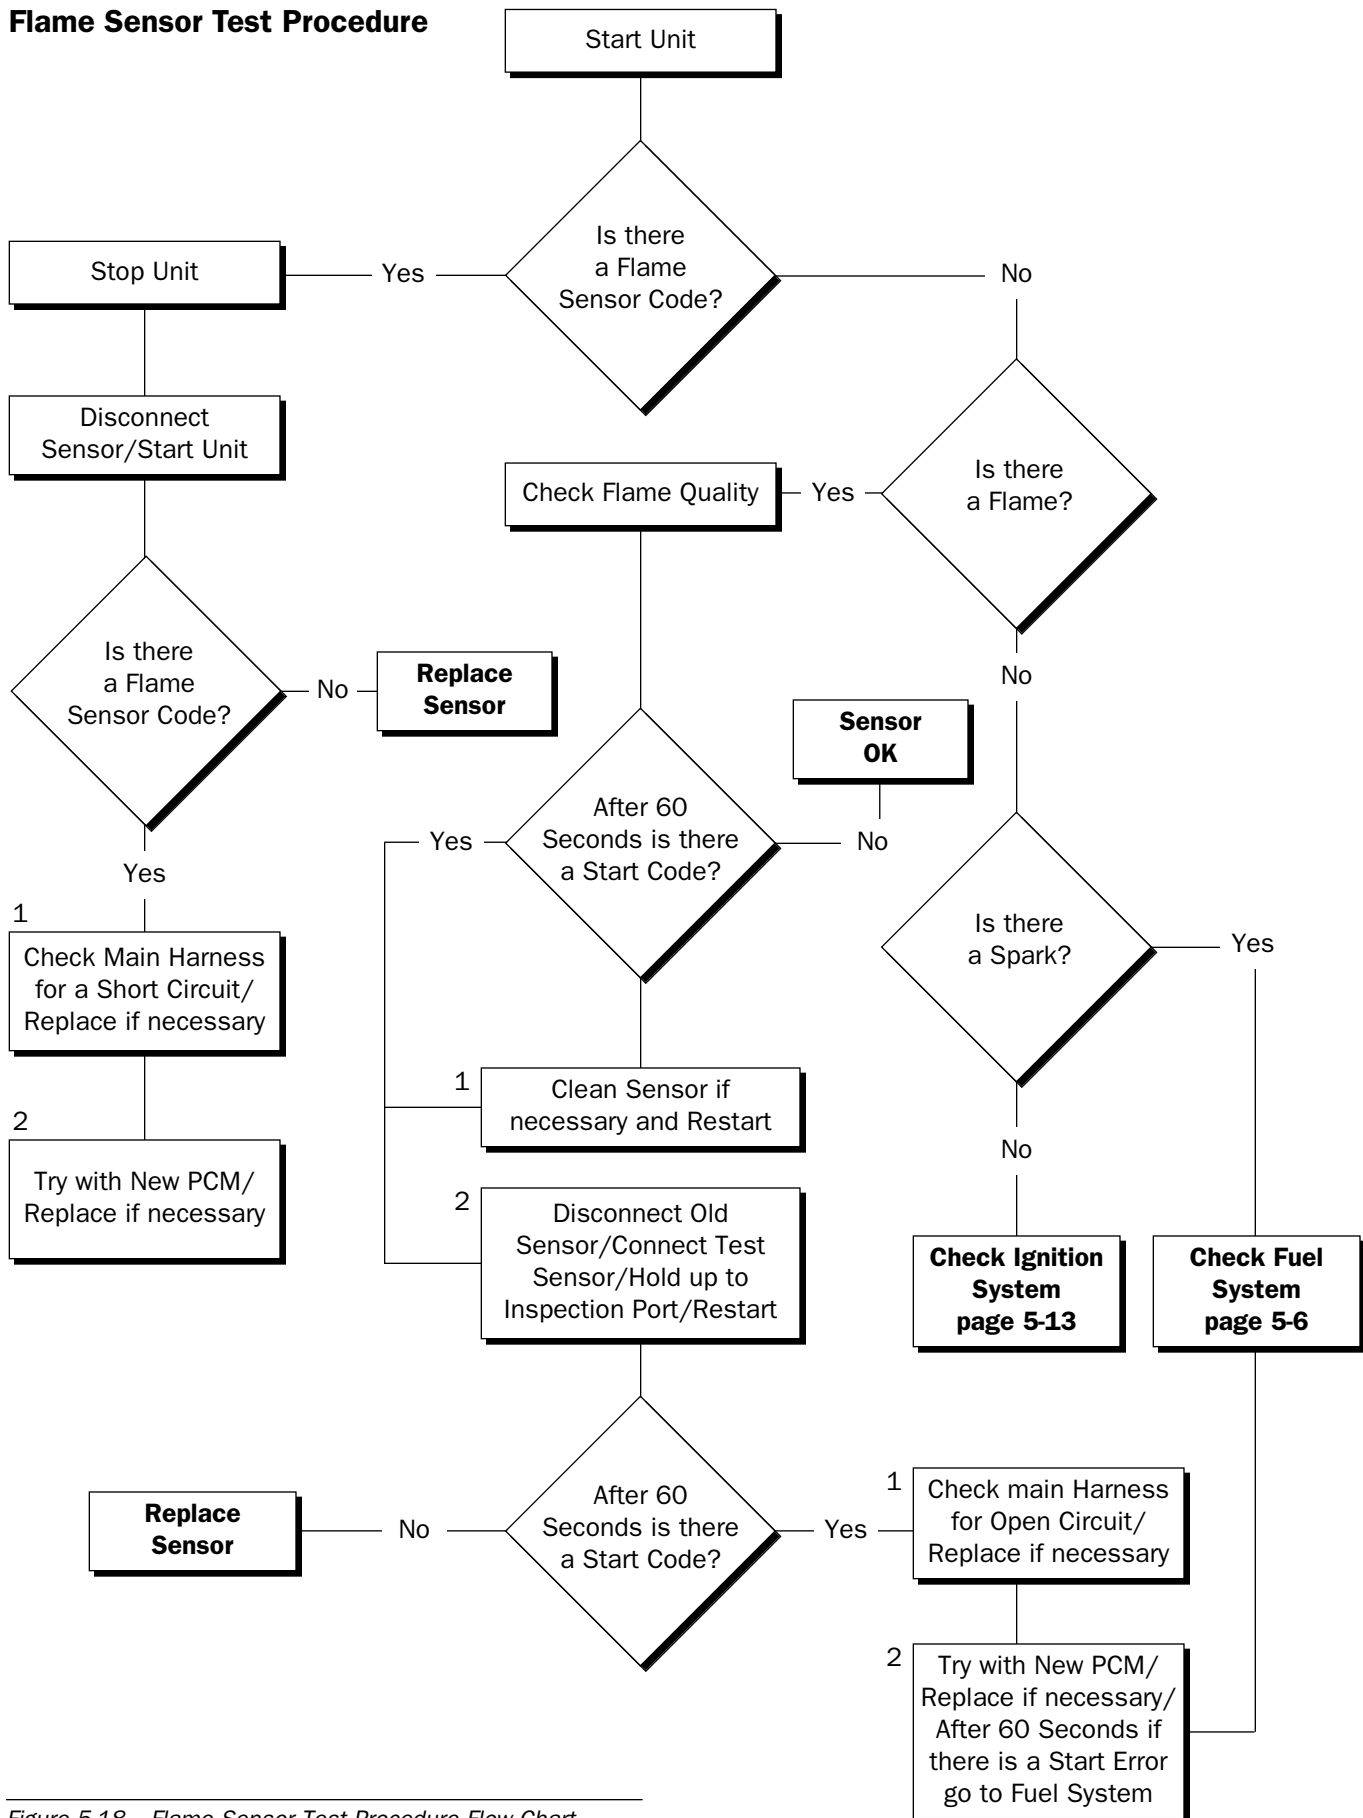 Flame Sensor Test Procedure
Start Unit
Is there
a Flame
Sensor Code?
Yes
No
Stop Unit
Disconnect
Sensor/Start Unit
Is there
a Flame?
Yes
Check Flame Quality
No
Is there
a Flame
Sensor Code?
No
Replace
Sensor
Yes
1
Check Main Harness
for a Short Circuit/
Replace if necessary
2
Try with New PCM/
Replace if necessary
After 60
Seconds is there
a Start Code?
No
Sensor
OK
Yes
1
Clean Sensor if
necessary and Restart
2
Disconnect Old
Sensor/Connect Test
Sensor/Hold up to
Inspection Port/Restart
Is there
a Spark?
Yes
No
Check Ignition
System
page 5-13
Check Fuel
System
page 5-6
After 60
Seconds is there
a Start Code?
No
Replace
Sensor
Yes
1
Check main Harness
for Open Circuit/
Replace if necessary
2
Try with New PCM/
Replace if necessary/
After 60 Seconds if
there is a Start Error
go to Fuel System
Figure 5.18 Flame Sensor Test Procedure Flow Chart